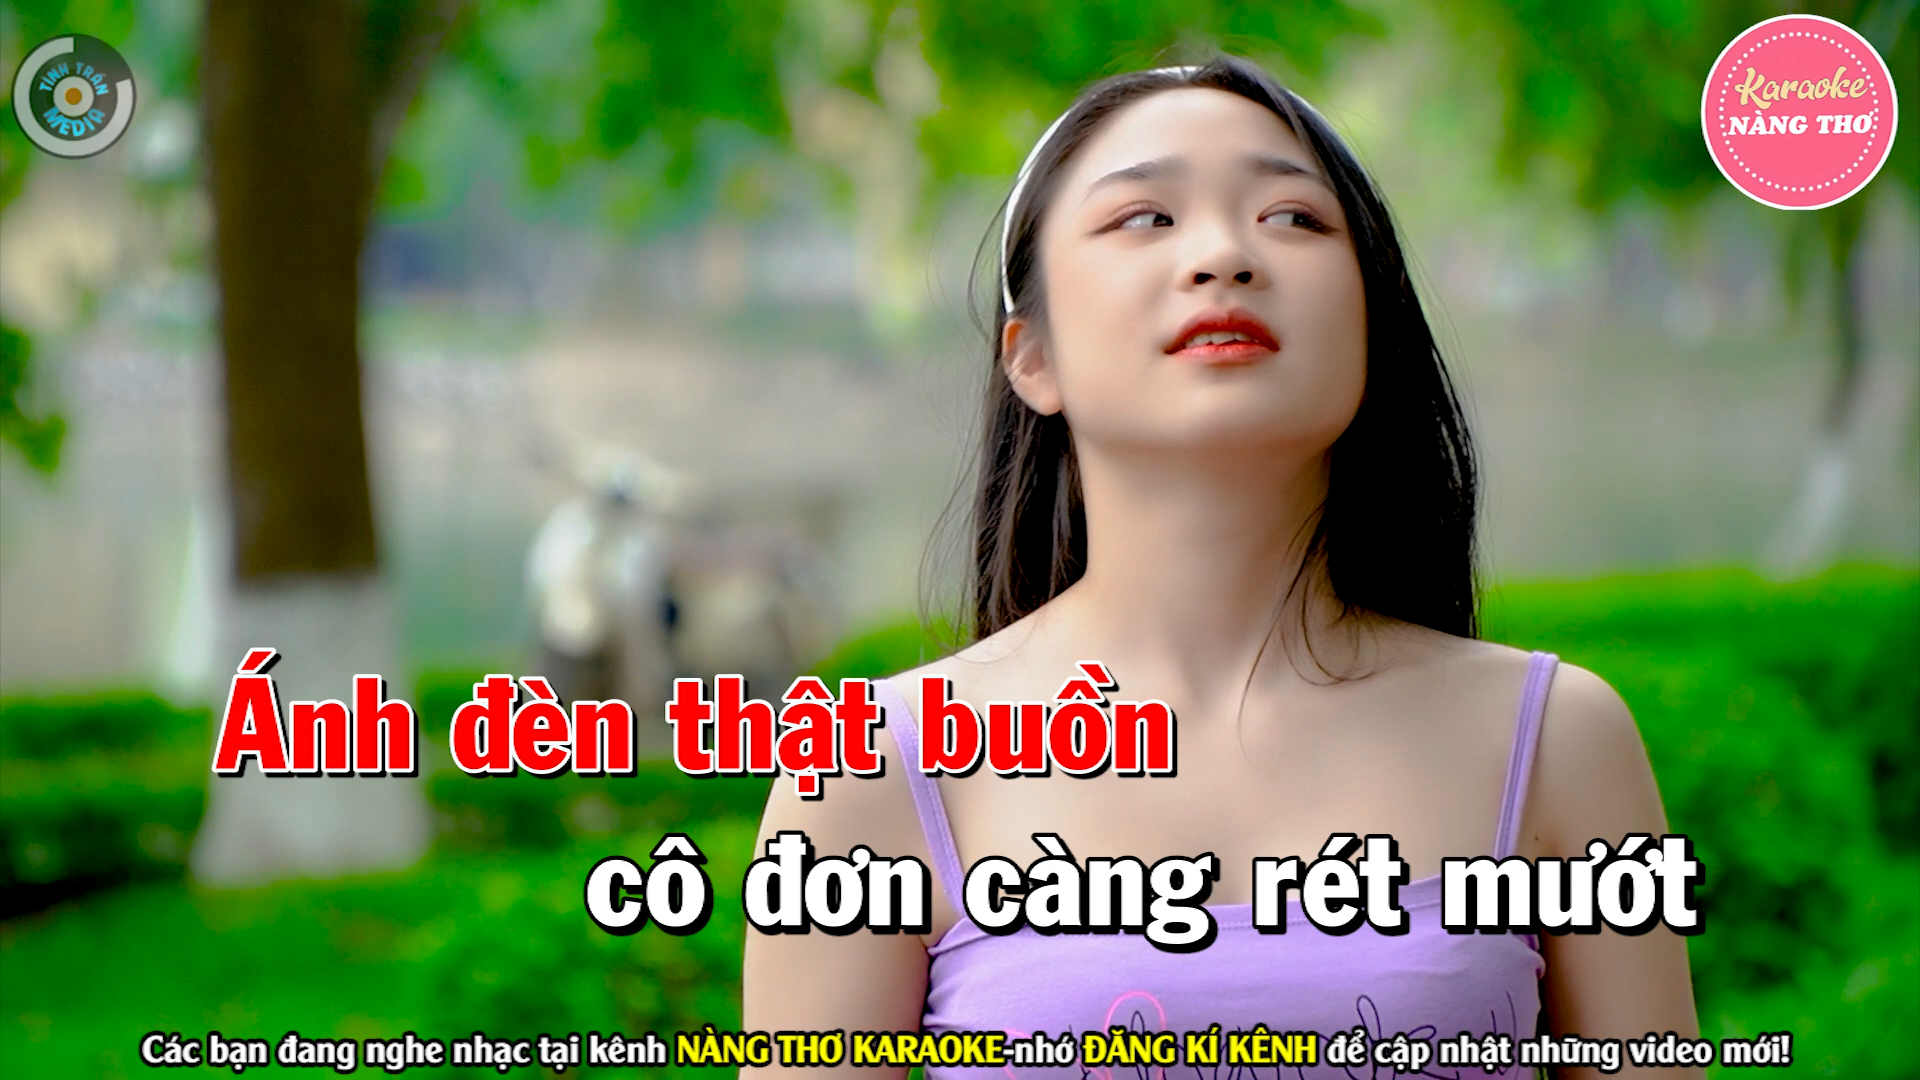 TÌNH TRẦN
MEDIA
Karaoke
NÀNG THƠ
Ánh đèn thật buồn
cô đơn càng rét mướt
Các bạn đang nghe nhạc tại kênh NÀNG THƠ KARAOKE-nhớ ĐĂNG KÍ KÊNH để cập nhật những video mới!